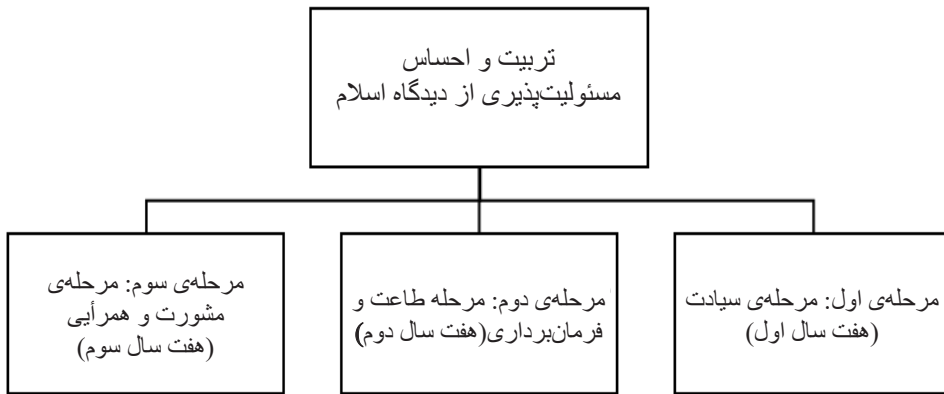 تربیت و احساس
مسئولیت‌پذیری از دیدگاه اسلام
مرحله‌ی اول: مرحله‌ی سیادت
(هفت سال اول)
مرحله‌ی دوم: مرحله طاعت و
فرمان‌برداری(هفت سال دوم)
مرحله‌ی سوم: مرحله‌ی
مشورت و همرأیی
(هفت سال سوم)